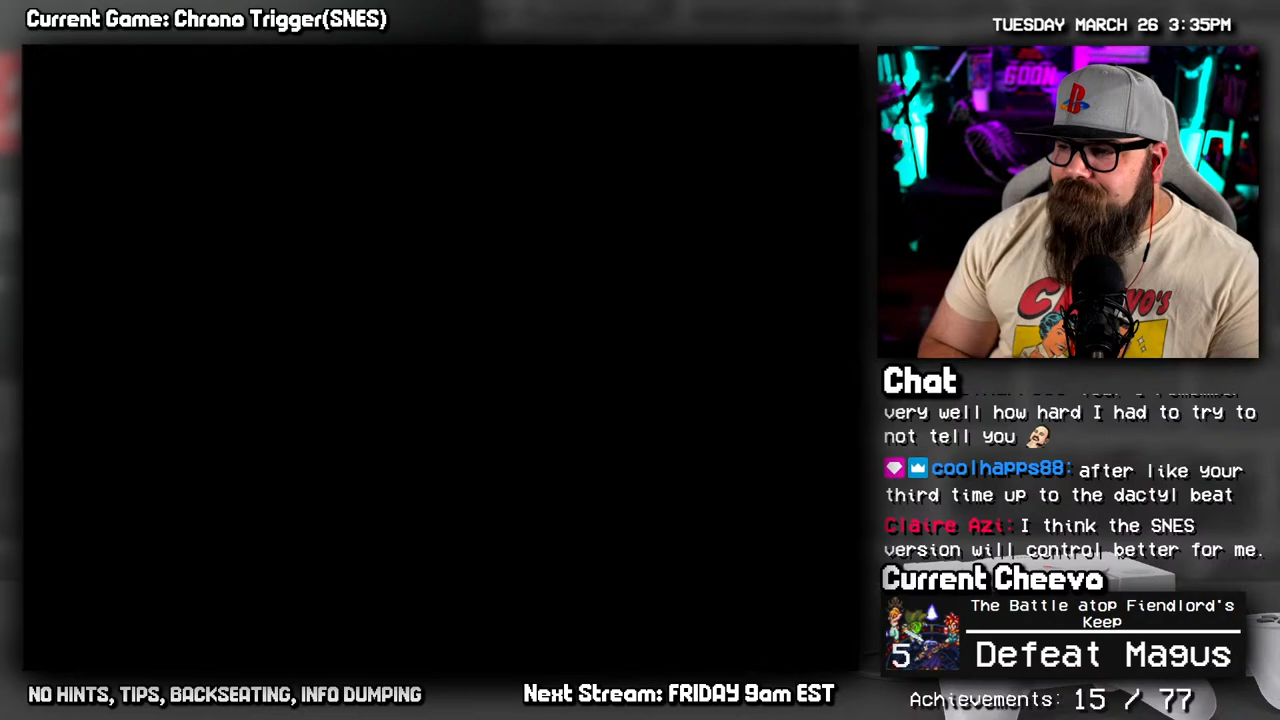 Current Game: Chrono Trigger(SNES)
TUESDAY MARCH 26 3:35PM
GOON
Chat
very well how hard I had to try to
not tell you
coolhapps88: after like your
third time up to the dactyl beat
Claire Azi: I think the SNES
version will control better for me.
Current Cheevo
The Battle atop Fiendlord's
Keep
5
Defeat Magus
Achievements: 15 / 77
NO HINTS, TIPS, BACKSEATING, INFO DUMPING
Next Stream: FRIDAY 9am EST